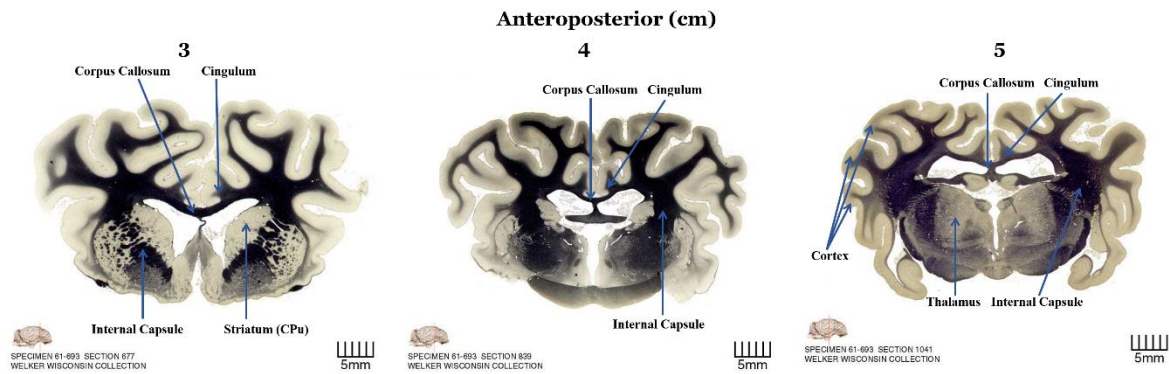 Anteroposterior (cm)
3
4
5
Corpus Callosum
Cingulum
Internal Capsule
Striatum (CPu)
SPECIMEN 61-693 SECTION 677
WELKER WISCONSIN COLLECTION
5mm
Corpus Callosum
Cingulum
Internal Capsule
SPECIMEN 61-693 SECTION 839
WELKER WISCONSIN COLLECTION
5mm
Corpus Callosum
Cingulum
Cortex
Thalamus
Internal Capsule
SPECIMEN 61-693 SECTION 1041
WELKER WISCONSIN COLLECTION
5mm